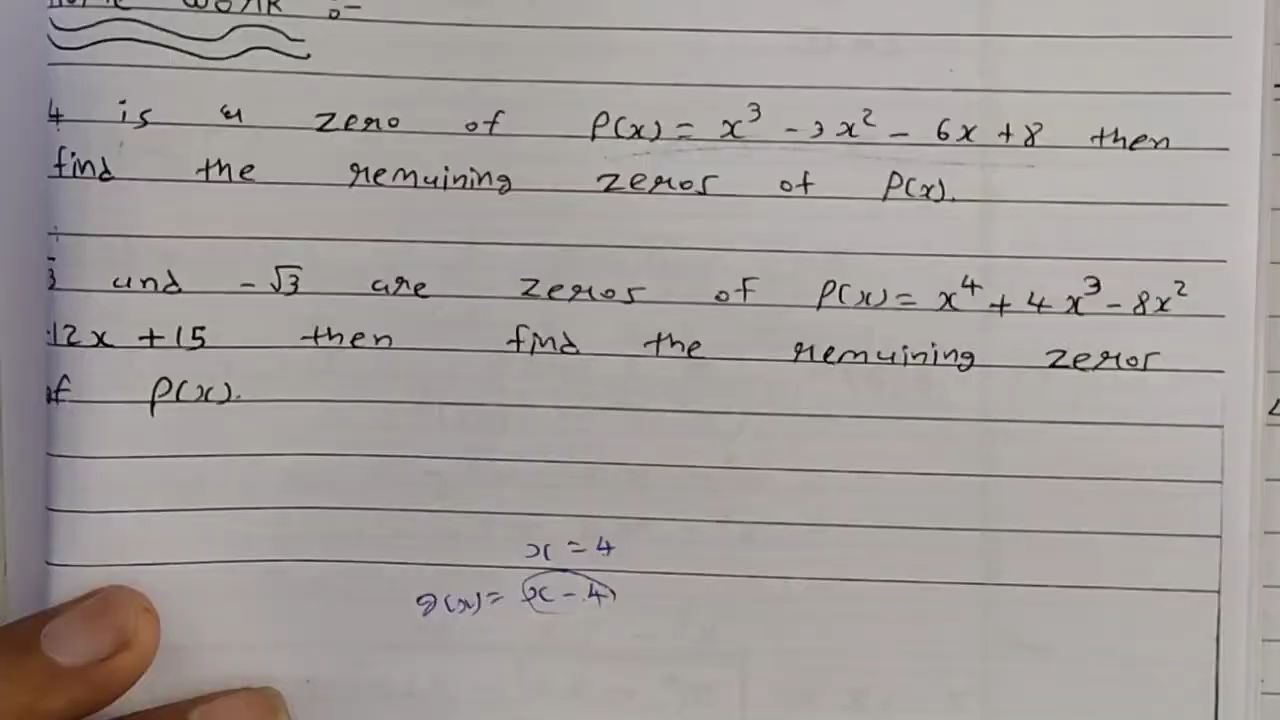 WORK :-
4 is a zero of P(x) = x³ - 3x² - 6x + 8 then
find the remaining zeros of P(x).
3 and -√3 are zeros of P(x) = x⁴ + 4x³ - 8x²
12x + 15 then find the remaining zeros
of P(x).
x = 4
g(x) = x - 4